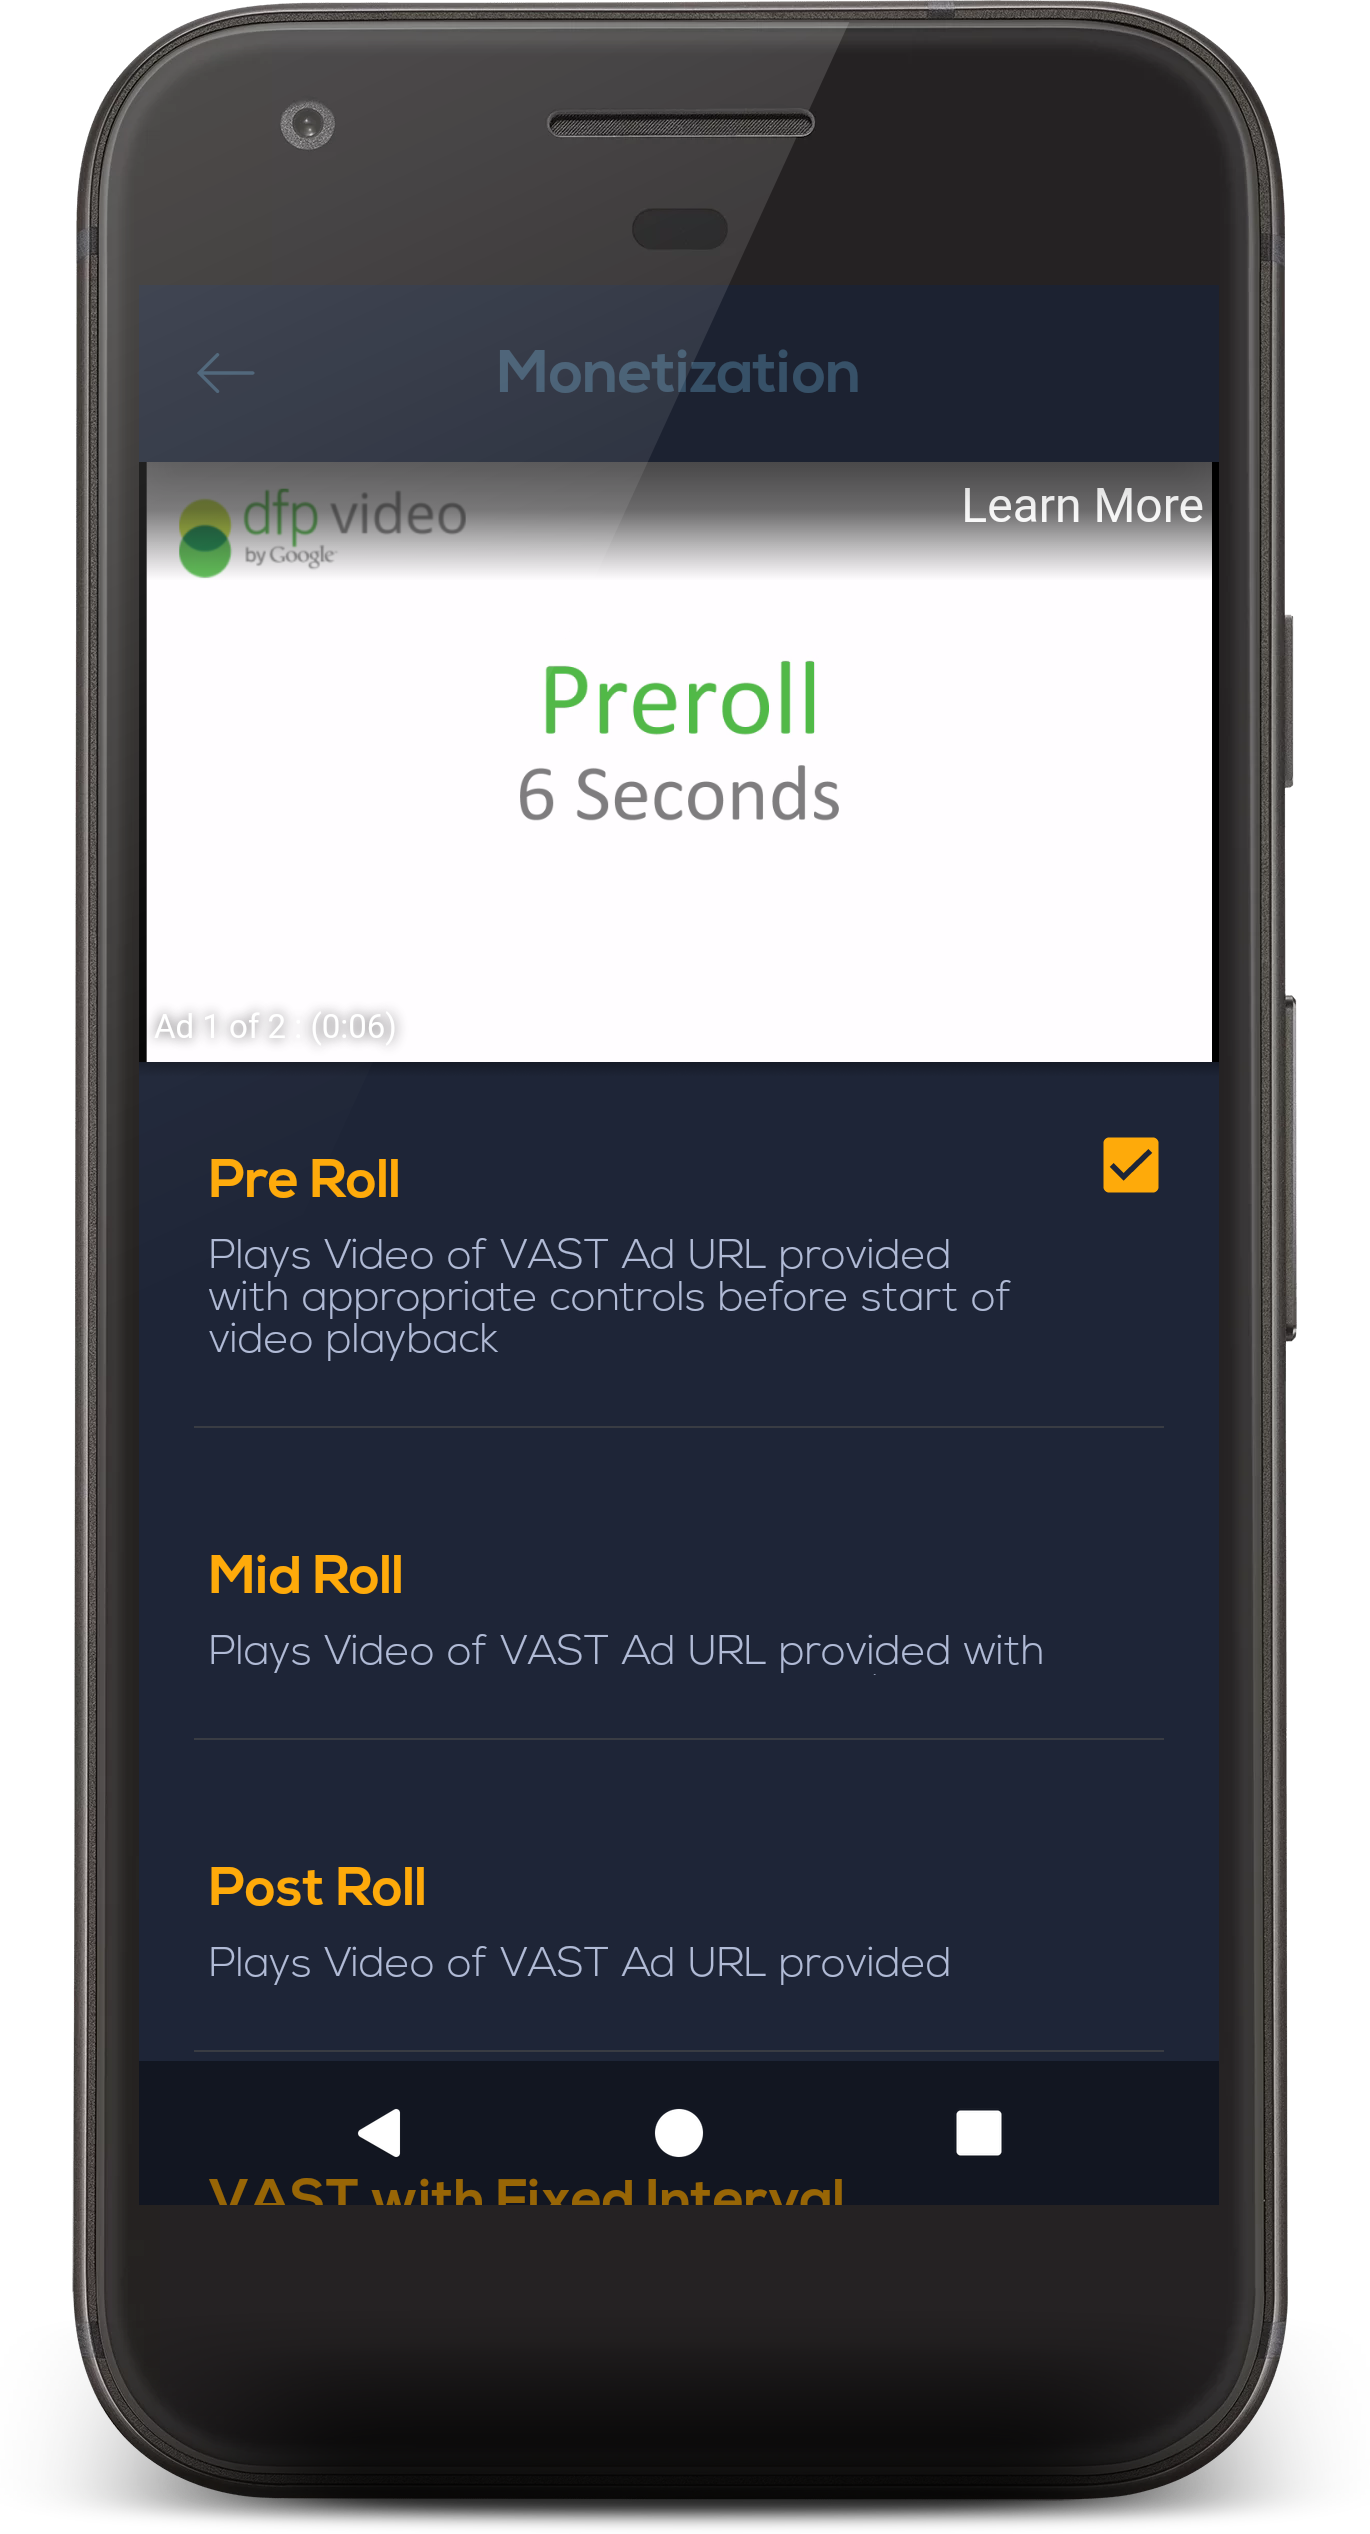 Monetization
dfp video
by Google
Learn More
Preroll
6 Seconds
Ad 1 of 2 : (0:06)
Pre Roll
Plays Video of VAST Ad URL provided
with appropriate controls before start of
video playback
Mid Roll
Plays Video of VAST Ad URL provided with
Post Roll
Plays Video of VAST Ad URL provided
VAST with Fixed Interval